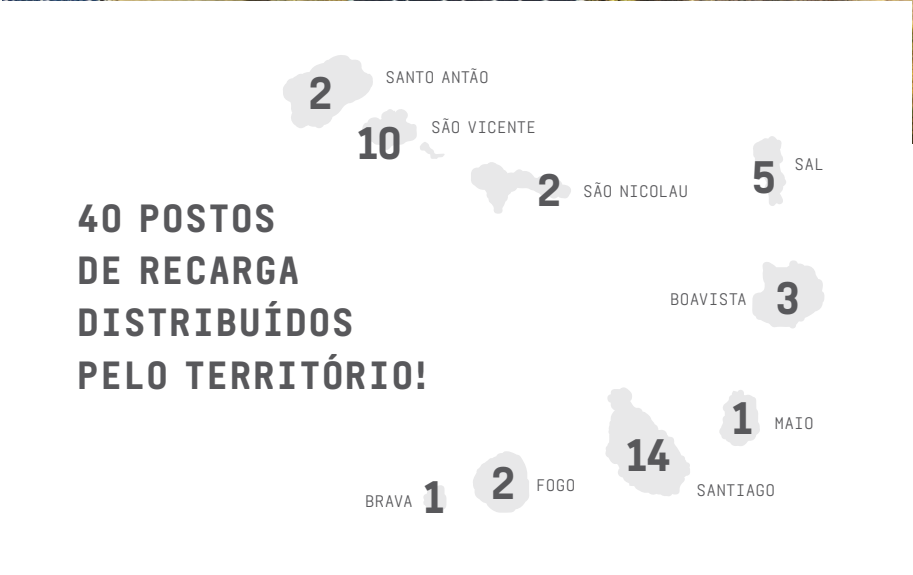 2 SANTO ANTÃO
10 SÃO VICENTE
2 SÃO NICOLAU
5 SAL
40 POSTOS
DE RECARGA
DISTRIBUÍDOS
PELO TERRITÓRIO!
BOAVISTA 3
1 MAIO
14 SANTIAGO
2 FOGO
BRAVA 1